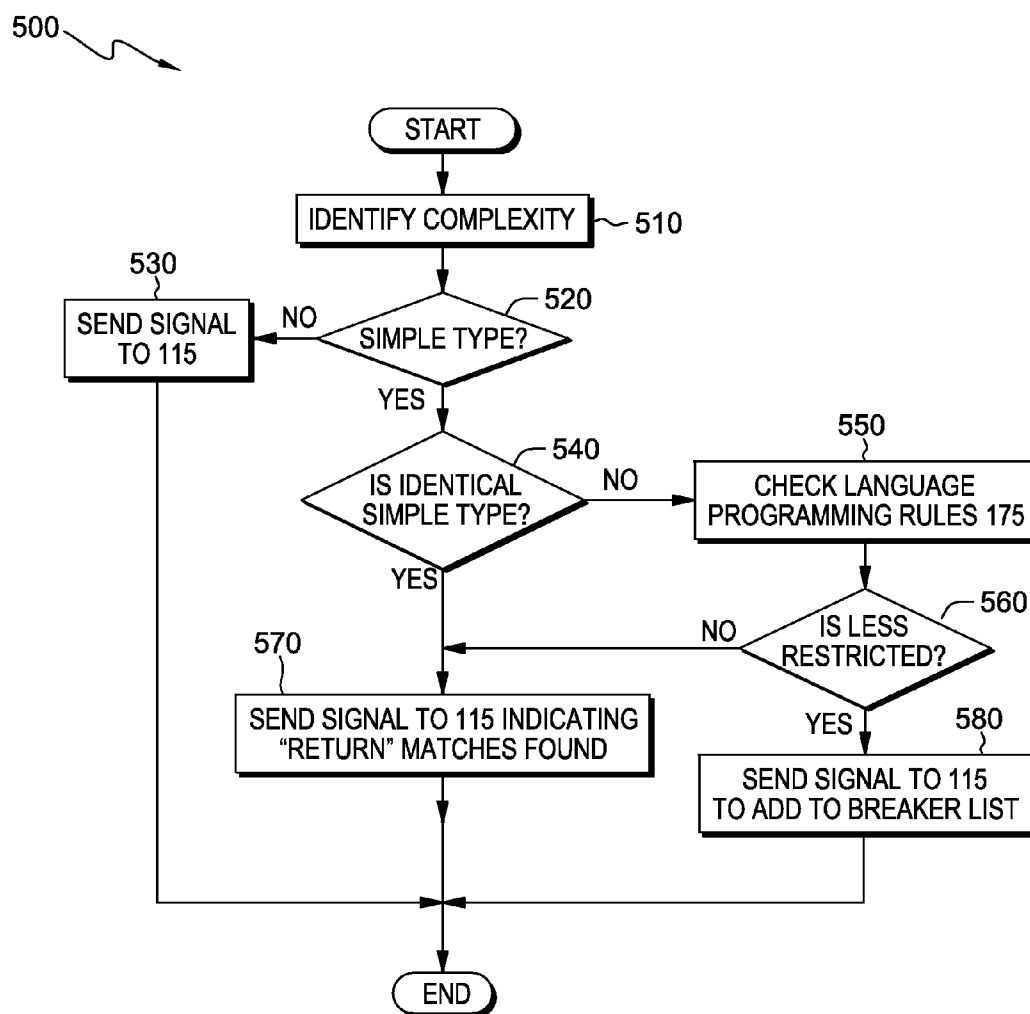 500
START
IDENTIFY COMPLEXITY
510
530
SEND SIGNAL
TO 115
NO
520
SIMPLE TYPE?
YES
540
IS IDENTICAL
SIMPLE TYPE?
NO
550
CHECK LANGUAGE
PROGRAMMING RULES 175
YES
560
IS LESS
RESTRICTED?
NO
570
SEND SIGNAL TO 115 INDICATING
“RETURN” MATCHES FOUND
YES
580
SEND SIGNAL TO 115
TO ADD TO BREAKER LIST
END